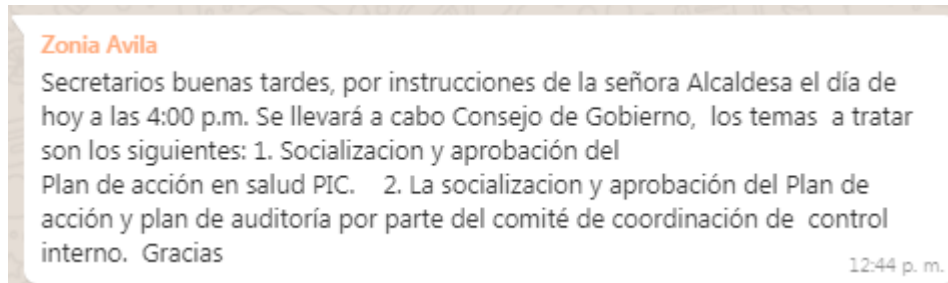 Zonia Avila
Secretarios buenas tardes, por instrucciones de la señora Alcaldesa el día de
hoy a las 4:00 p.m. Se llevará a cabo Consejo de Gobierno,  los temas  a tratar
son los siguientes: 1. Socializacion y aprobación del
Plan de acción en salud PIC.    2. La socializacion y aprobación del Plan de
acción y plan de auditoría por parte del comité de coordinación de  control
interno.  Gracias
12:44 p. m.